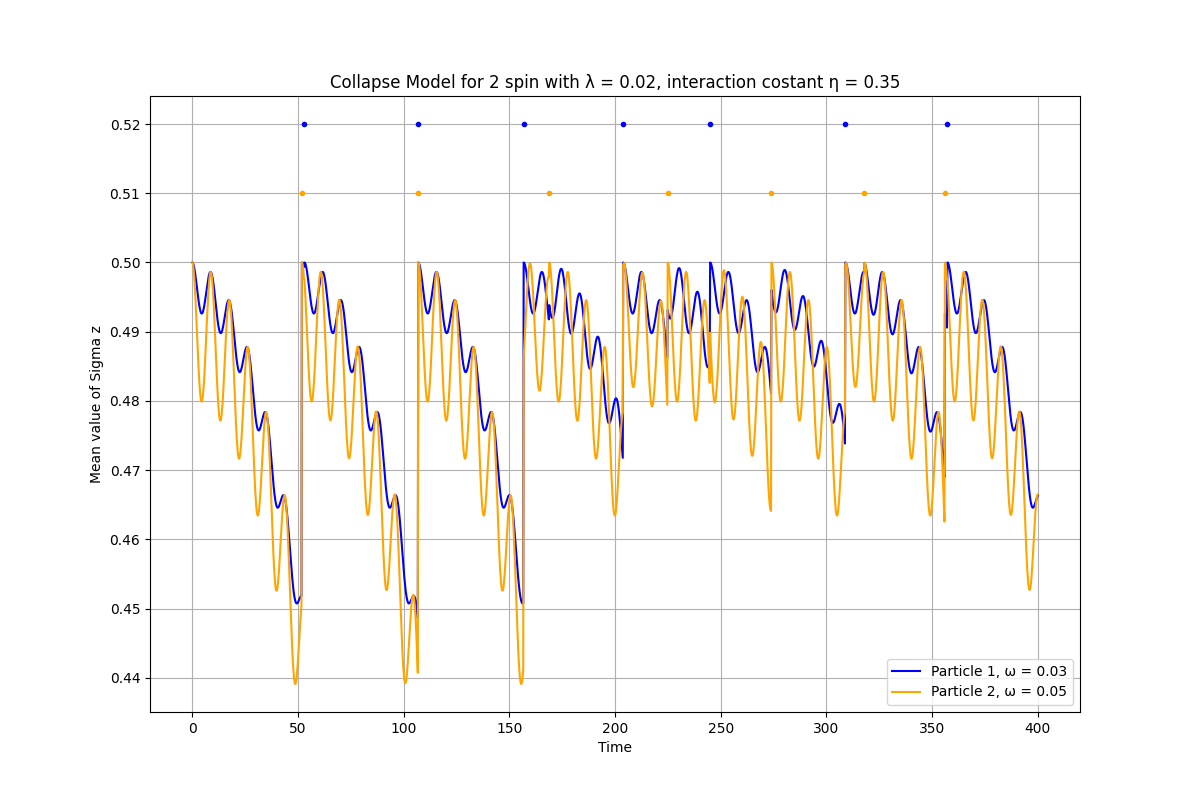 Collapse Model for 2 spin with λ = 0.02, interaction costant η = 0.35
Mean value of Sigma z
0.52
0.51
0.50
0.49
0.48
0.47
0.46
0.45
0.44
0 50 100 150 200 250 300 350 400
Time
Particle 1, ω = 0.03
Particle 2, ω = 0.05